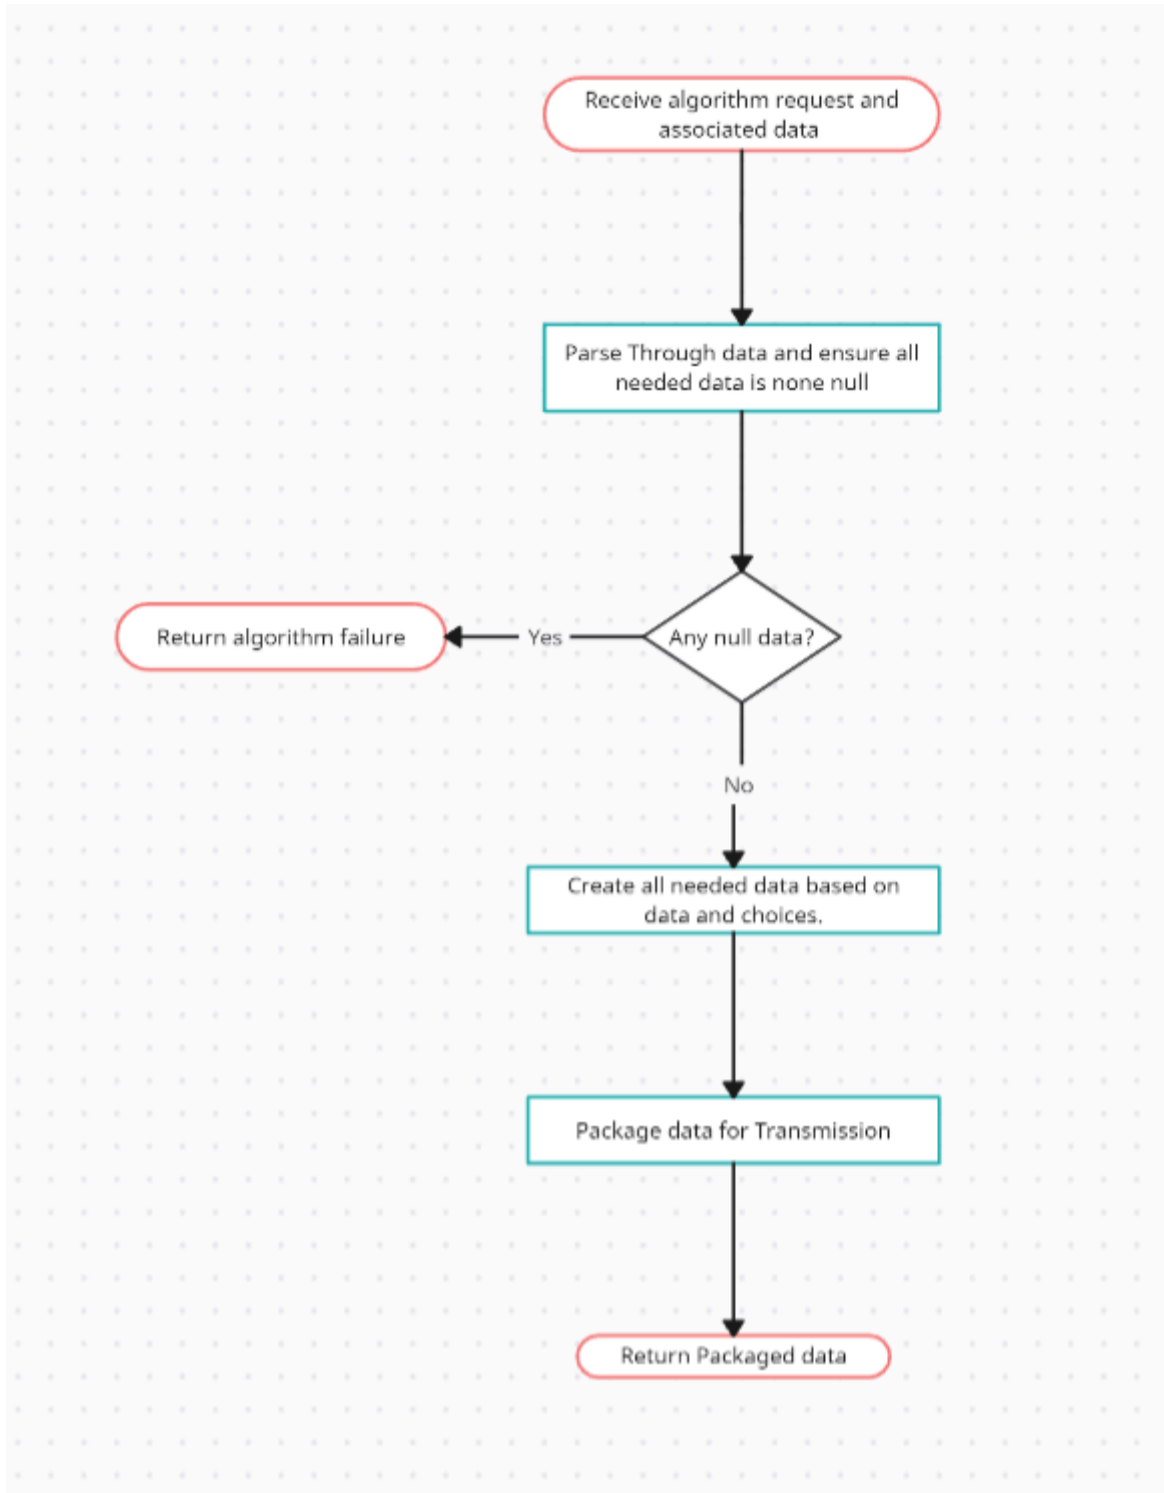 Receive algorithm request and
associated data
Parse Through data and ensure all
needed data is none null
Any null data?
Yes
Return algorithm failure
No
Create all needed data based on
data and choices.
Package data for Transmission
Return Packaged data